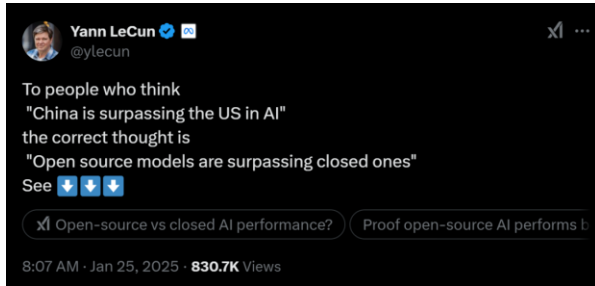 Yann LeCun
@ylecun
To people who think
"China is surpassing the US in AI"
the correct thought is
"Open source models are surpassing closed ones"
See ⬇️⬇️⬇️
Open-source vs closed AI performance? Proof open-source AI performs b
8:07 AM · Jan 25, 2025 · 830.7K Views